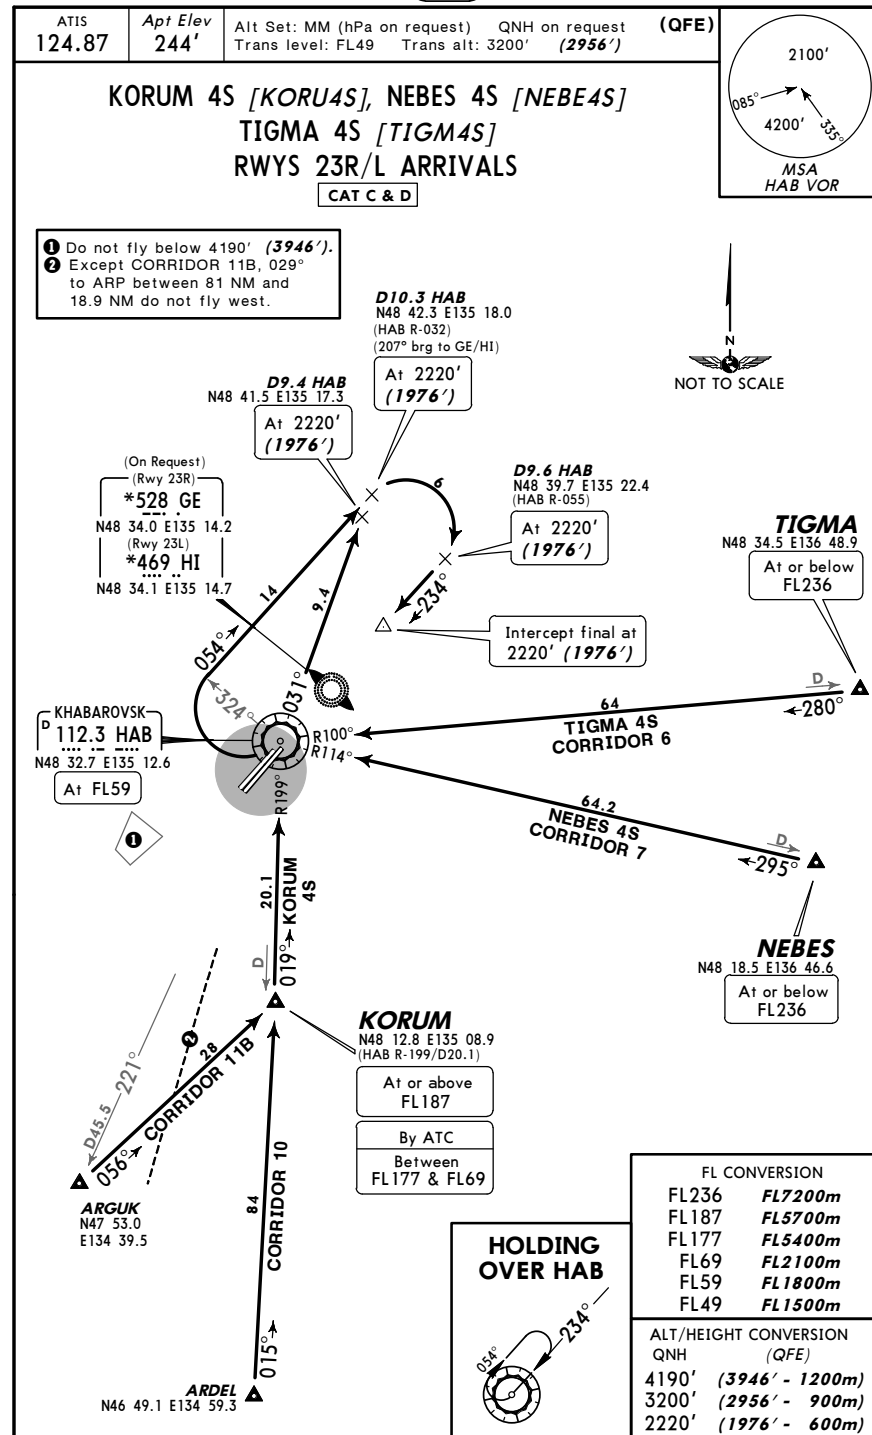 ATIS
124.87
Apt Elev
244'
Alt Set: MM (hPa on request) QNH on request (QFE)
Trans level: FL49 Trans alt: 3200' (2956')
2100'
085°
4200'
335°
MSA
HAB VOR
KORUM 4S [KORU4S], NEBES 4S [NEBE4S]
TIGMA 4S [TIGM4S]
RWYS 23R/L ARRIVALS
CAT C & D
❶ Do not fly below 4190' (3946').
❷ Except CORRIDOR 11B, 029°
to ARP between 81 NM and
18.9 NM do not fly west.
N
NOT TO SCALE
D10.3 HAB
N48 42.3 E135 18.0
(HAB R-032)
(207° brg to GE/HI)
At 2220'
(1976')
D9.4 HAB
N48 41.5 E135 17.3
At 2220'
(1976')
D9.6 HAB
N48 39.7 E135 22.4
(HAB R-055)
At 2220'
(1976')
6
234°
Intercept final at
2220' (1976')
(On Request)
(Rwy 23R)
*528 GE
N48 34.0 E135 14.2
(Rwy 23L)
*469 HI
N48 34.1 E135 14.7
14
9.4
054°
324°
031°
TIGMA
N48 34.5 E136 48.9
At or below
FL236
D
280°
64
TIGMA 4S
CORRIDOR 6
R100°
R114°
KHABAROVSK
D 112.3 HAB
N48 32.7 E135 12.6
At FL59
❶
R199°
64.2
NEBES 4S
CORRIDOR 7
D
295°
NEBES
N48 18.5 E136 46.6
At or below
FL236
20.1
KORUM
4S
D
019°
KORUM
N48 12.8 E135 08.9
(HAB R-199/D20.1)
At or above
FL187
By ATC
Between
FL177 & FL69
❷
28
CORRIDOR 11B
D45.5
221°
056°
ARGUK
N47 53.0
E134 39.5
84
CORRIDOR 10
015°
ARDEL
N46 49.1 E134 59.3
HOLDING
OVER HAB
054°
234°
FL CONVERSION
FL236 FL7200m
FL187 FL5700m
FL177 FL5400m
FL69 FL2100m
FL59 FL1800m
FL49 FL1500m
ALT/HEIGHT CONVERSION
QNH (QFE)
4190' (3946' - 1200m)
3200' (2956' - 900m)
2220' (1976' - 600m)